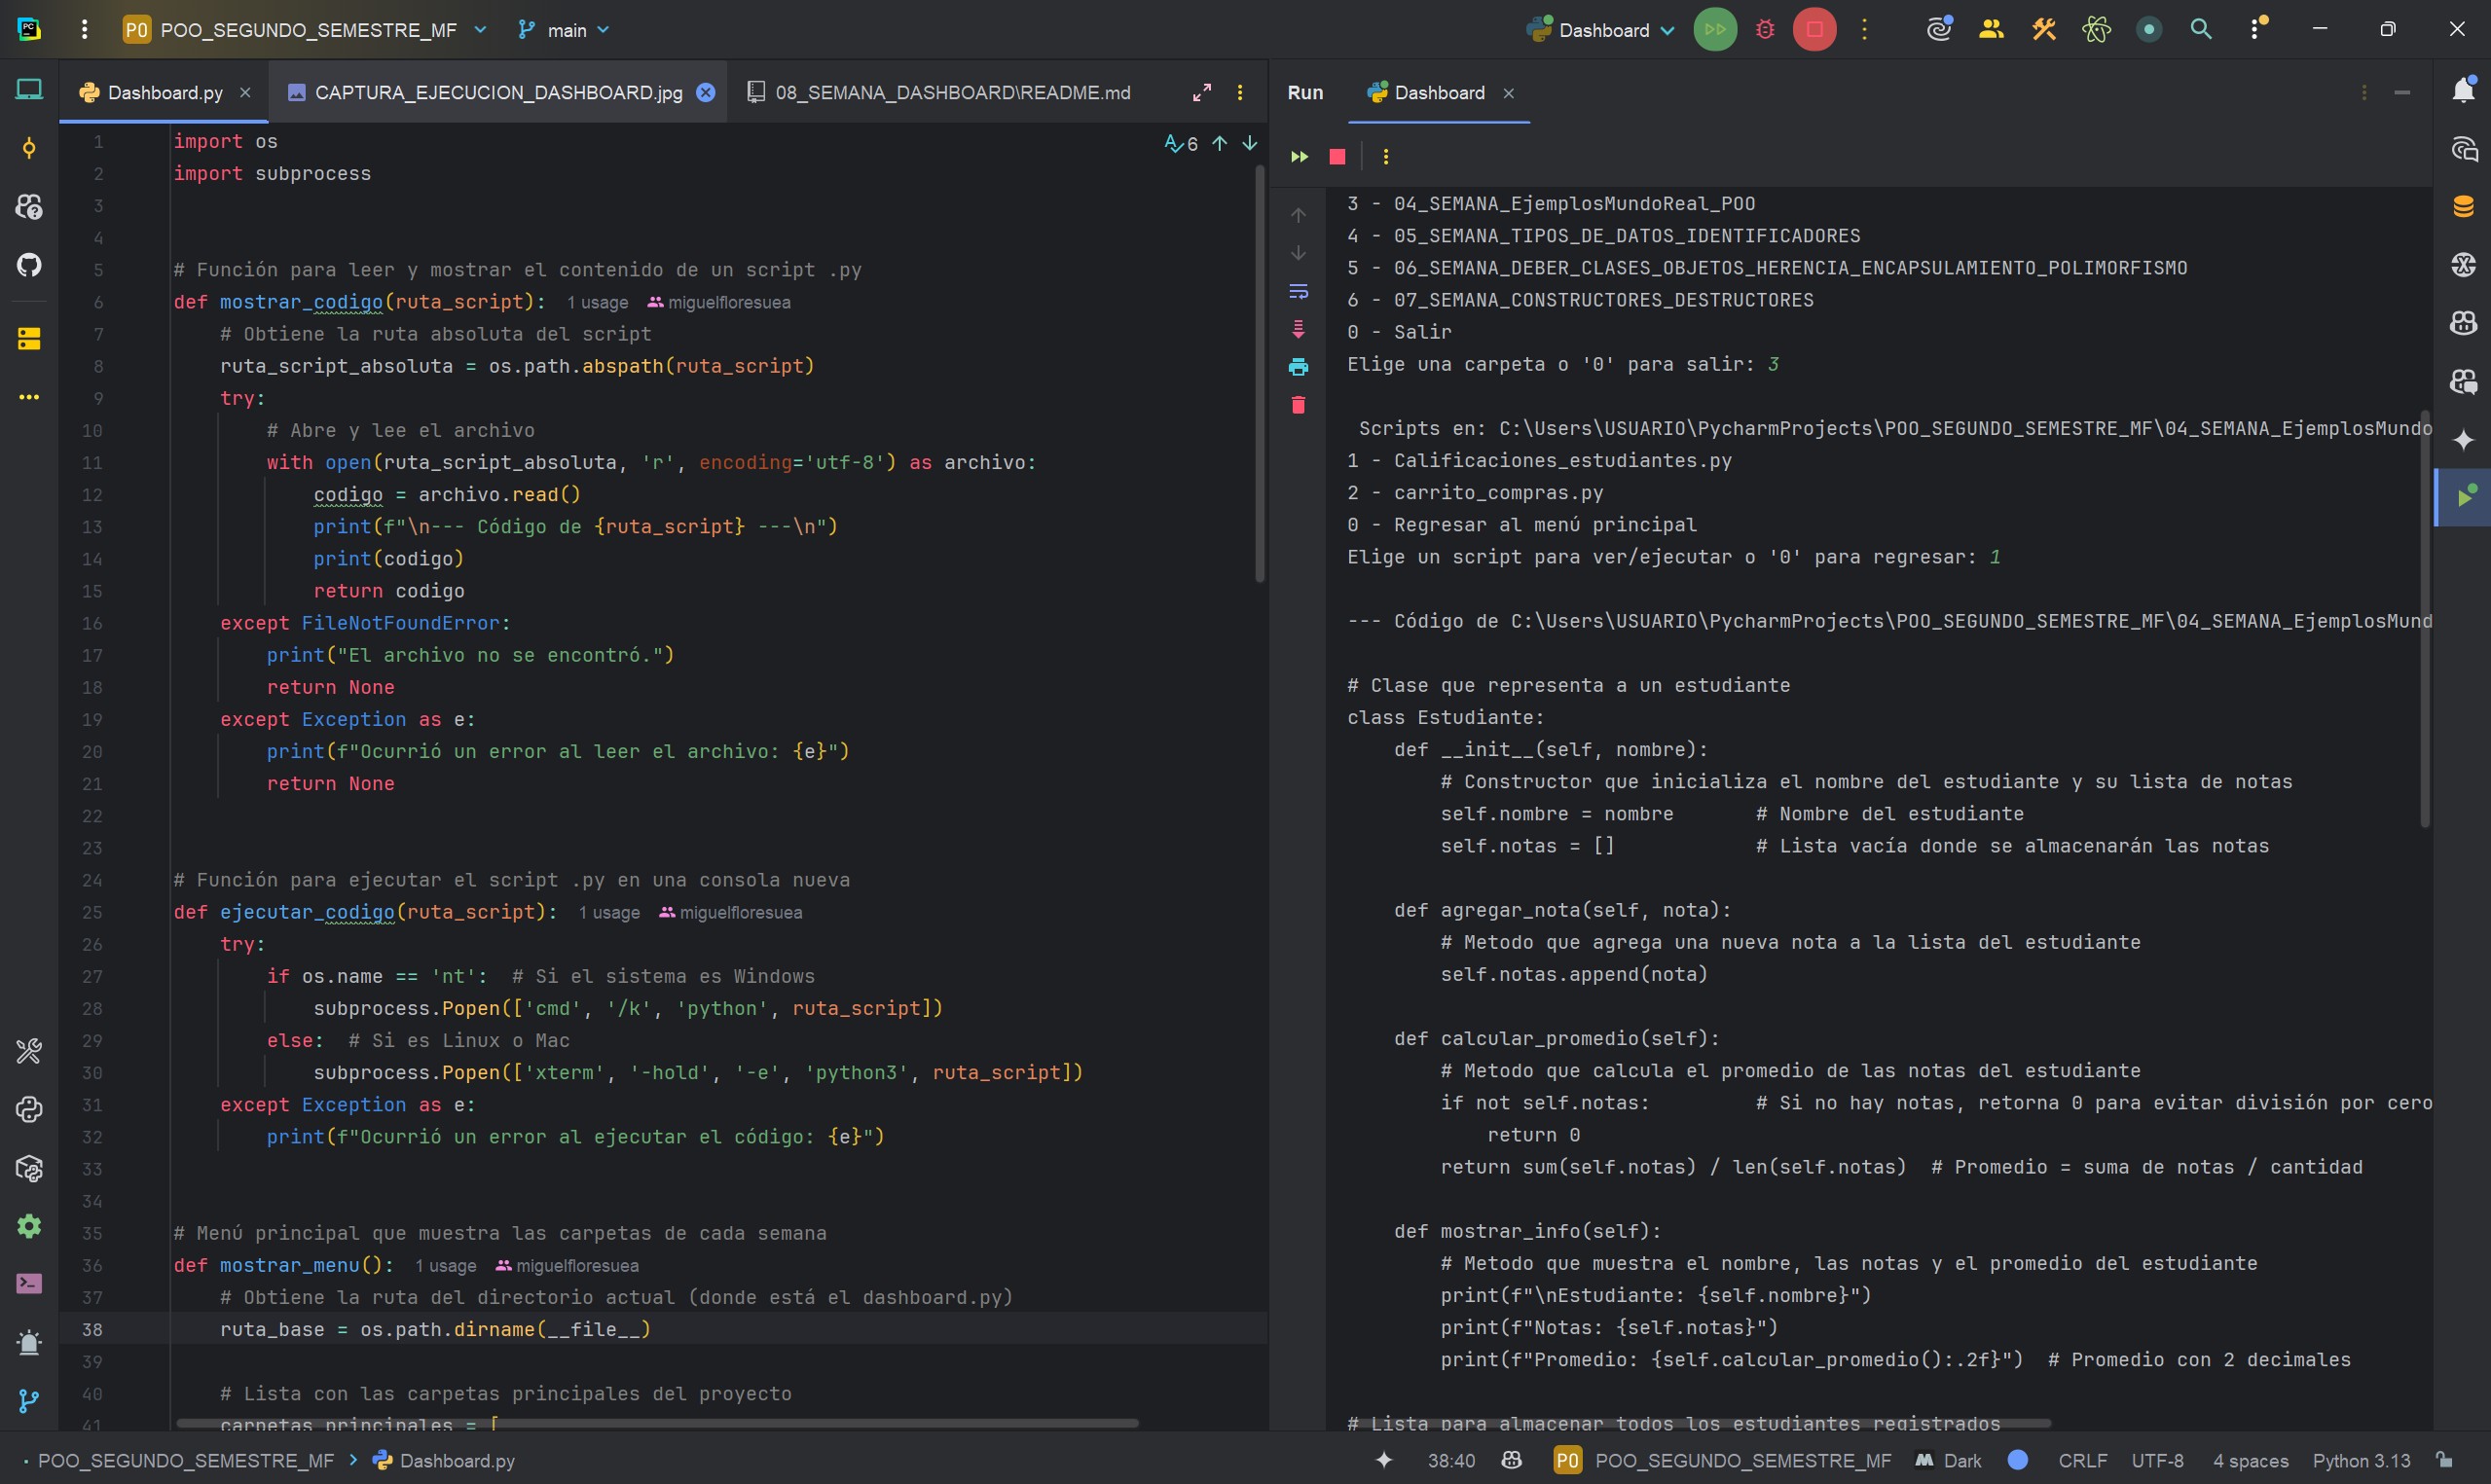 PC
PO POO_SEGUNDO_SEMESTRE_MF main Dashboard
Dashboard.py CAPTURA_EJECUCION_DASHBOARD.jpg 08_SEMANA_DASHBOARD\README.md
6
1 import os
2 import subprocess
3
4
5 # Función para leer y mostrar el contenido de un script .py
6 def mostrar_codigo(ruta_script): 1 usage miguelfloresuea
7 # Obtiene la ruta absoluta del script
8 ruta_script_absoluta = os.path.abspath(ruta_script)
9 try:
10 # Abre y lee el archivo
11 with open(ruta_script_absoluta, 'r', encoding='utf-8') as archivo:
12 codigo = archivo.read()
13 print(f"\n--- Código de {ruta_script} ---\n")
14 print(codigo)
15 return codigo
16 except FileNotFoundError:
17 print("El archivo no se encontró.")
18 return None
19 except Exception as e:
20 print(f"Ocurrió un error al leer el archivo: {e}")
21 return None
22
23
24 # Función para ejecutar el script .py en una consola nueva
25 def ejecutar_codigo(ruta_script): 1 usage miguelfloresuea
26 try:
27 if os.name == 'nt': # Si el sistema es Windows
28 subprocess.Popen(['cmd', '/k', 'python', ruta_script])
29 else: # Si es Linux o Mac
30 subprocess.Popen(['xterm', '-hold', '-e', 'python3', ruta_script])
31 except Exception as e:
32 print(f"Ocurrió un error al ejecutar el código: {e}")
33
34
35 # Menú principal que muestra las carpetas de cada semana
36 def mostrar_menu(): 1 usage miguelfloresuea
37 # Obtiene la ruta del directorio actual (donde está el dashboard.py)
38 ruta_base = os.path.dirname(__file__)
39
40 # Lista con las carpetas principales del proyecto
41 carpetas_principales = [
Run Dashboard
3 - 04_SEMANA_EjemplosMundoReal_POO
4 - 05_SEMANA_TIPOS_DE_DATOS_IDENTIFICADORES
5 - 06_SEMANA_DEBER_CLASES_OBJETOS_HERENCIA_ENCAPSULAMIENTO_POLIMORFISMO
6 - 07_SEMANA_CONSTRUCTORES_DESTRUCTORES
0 - Salir
Elige una carpeta o '0' para salir: 3
Scripts en: C:\Users\USUARIO\PycharmProjects\POO_SEGUNDO_SEMESTRE_MF\04_SEMANA_EjemplosMundo
1 - Calificaciones_estudiantes.py
2 - carrito_compras.py
0 - Regresar al menú principal
Elige un script para ver/ejecutar o '0' para regresar: 1
--- Código de C:\Users\USUARIO\PycharmProjects\POO_SEGUNDO_SEMESTRE_MF\04_SEMANA_EjemplosMund
# Clase que representa a un estudiante
class Estudiante:
def __init__(self, nombre):
# Constructor que inicializa el nombre del estudiante y su lista de notas
self.nombre = nombre # Nombre del estudiante
self.notas = [] # Lista vacía donde se almacenarán las notas
def agregar_nota(self, nota):
# Metodo que agrega una nueva nota a la lista del estudiante
self.notas.append(nota)
def calcular_promedio(self):
# Metodo que calcula el promedio de las notas del estudiante
if not self.notas: # Si no hay notas, retorna 0 para evitar división por cero
return 0
return sum(self.notas) / len(self.notas) # Promedio = suma de notas / cantidad
def mostrar_info(self):
# Metodo que muestra el nombre, las notas y el promedio del estudiante
print(f"\nEstudiante: {self.nombre}")
print(f"Notas: {self.notas}")
print(f"Promedio: {self.calcular_promedio():.2f}") # Promedio con 2 decimales
# Lista para almacenar todos los estudiantes registrados
POO_SEGUNDO_SEMESTRE_MF > Dashboard.py 38:40 PO POO_SEGUNDO_SEMESTRE_MF Dark CRLF UTF-8 4 spaces Python 3.13